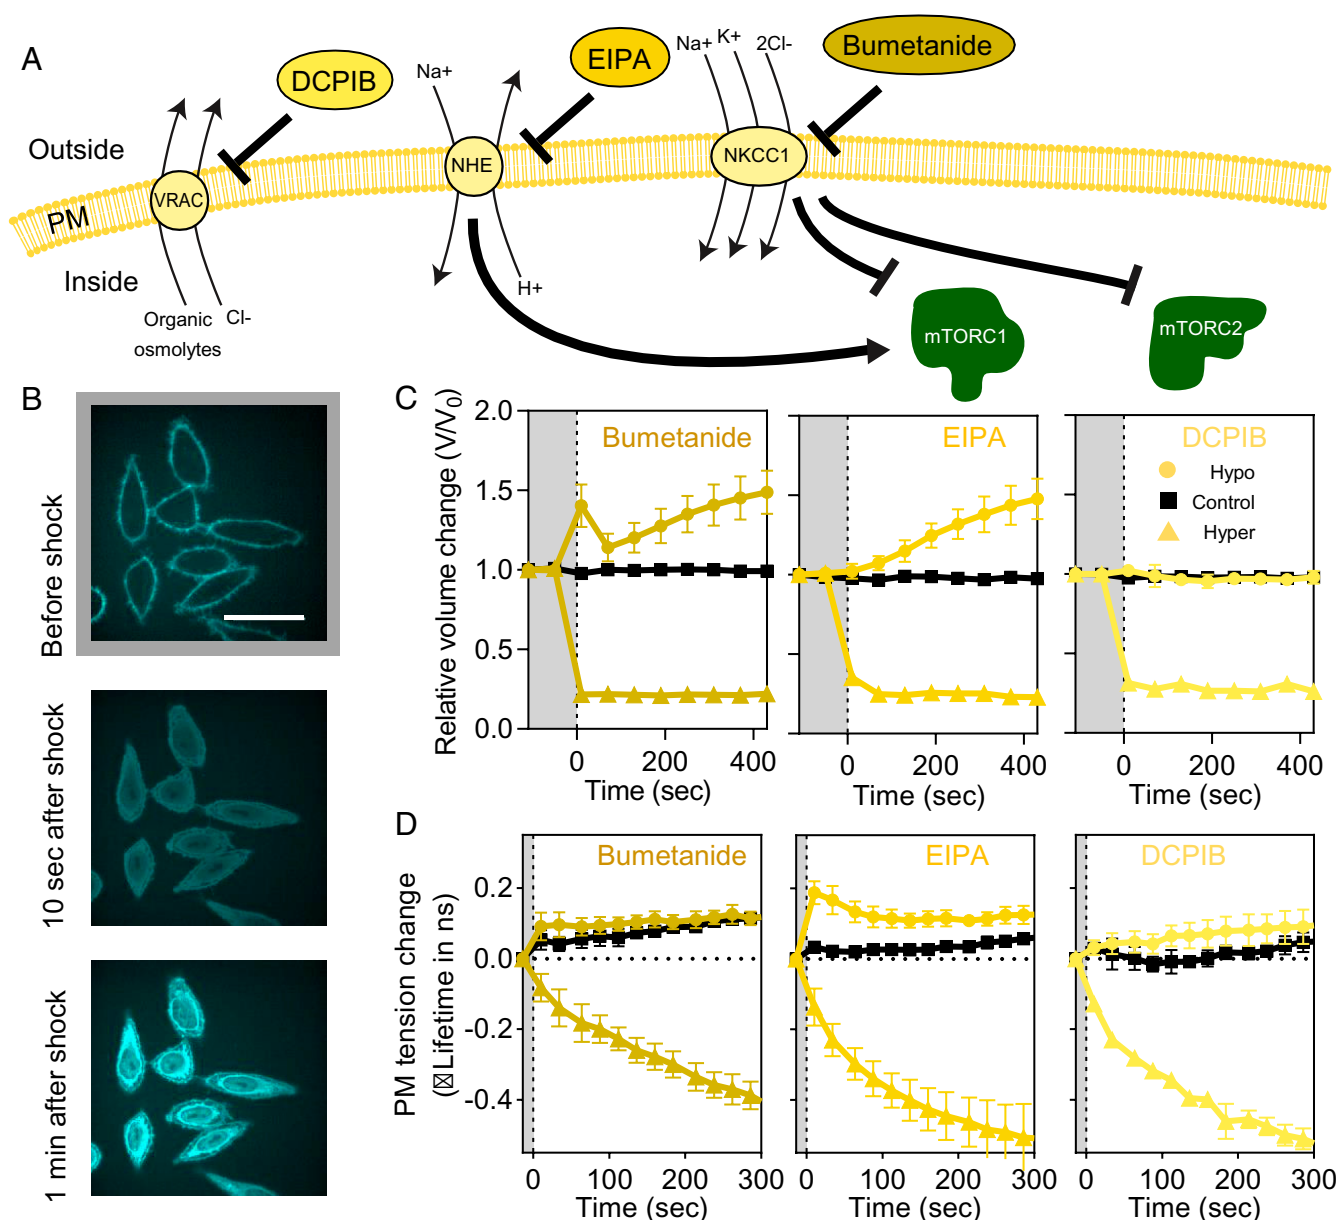 A
DCPIB
EIPA
Bumetanide
Na+
Na+ K+ 2Cl-
Outside
VRAC
NHE
NKCC1
PM
Inside
H+
Organic
osmolytes
Cl-
mTORC1
mTORC2
B
Before shock
10 sec after shock
1 min after shock
C
Relative volume change (V/V0)
2.0
1.5
1.0
0.5
0.0
Bumetanide
EIPA
DCPIB
Hypo
Control
Hyper
0 200 400
0 200 400
0 200 400
Time (sec)
Time (sec)
Time (sec)
D
PM tension change
(Lifetime in ns)
0.2
0.0
-0.2
-0.4
Bumetanide
EIPA
DCPIB
0 100 200 300
0 100 200 300
0 100 200 300
Time (sec)
Time (sec)
Time (sec)